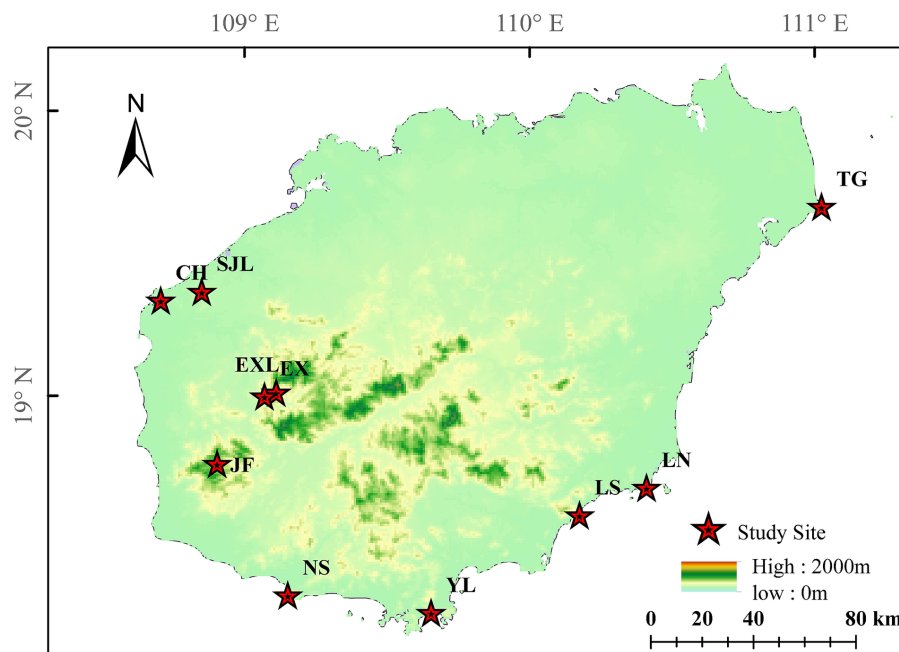 109° E 110° E 111° E
20° N
19° N
N
TG
CH
SJL
EXL
EX
JF
LN
LS
NS
YL
Study Site
High : 2000m
low : 0m
0 20 40 60 80 km